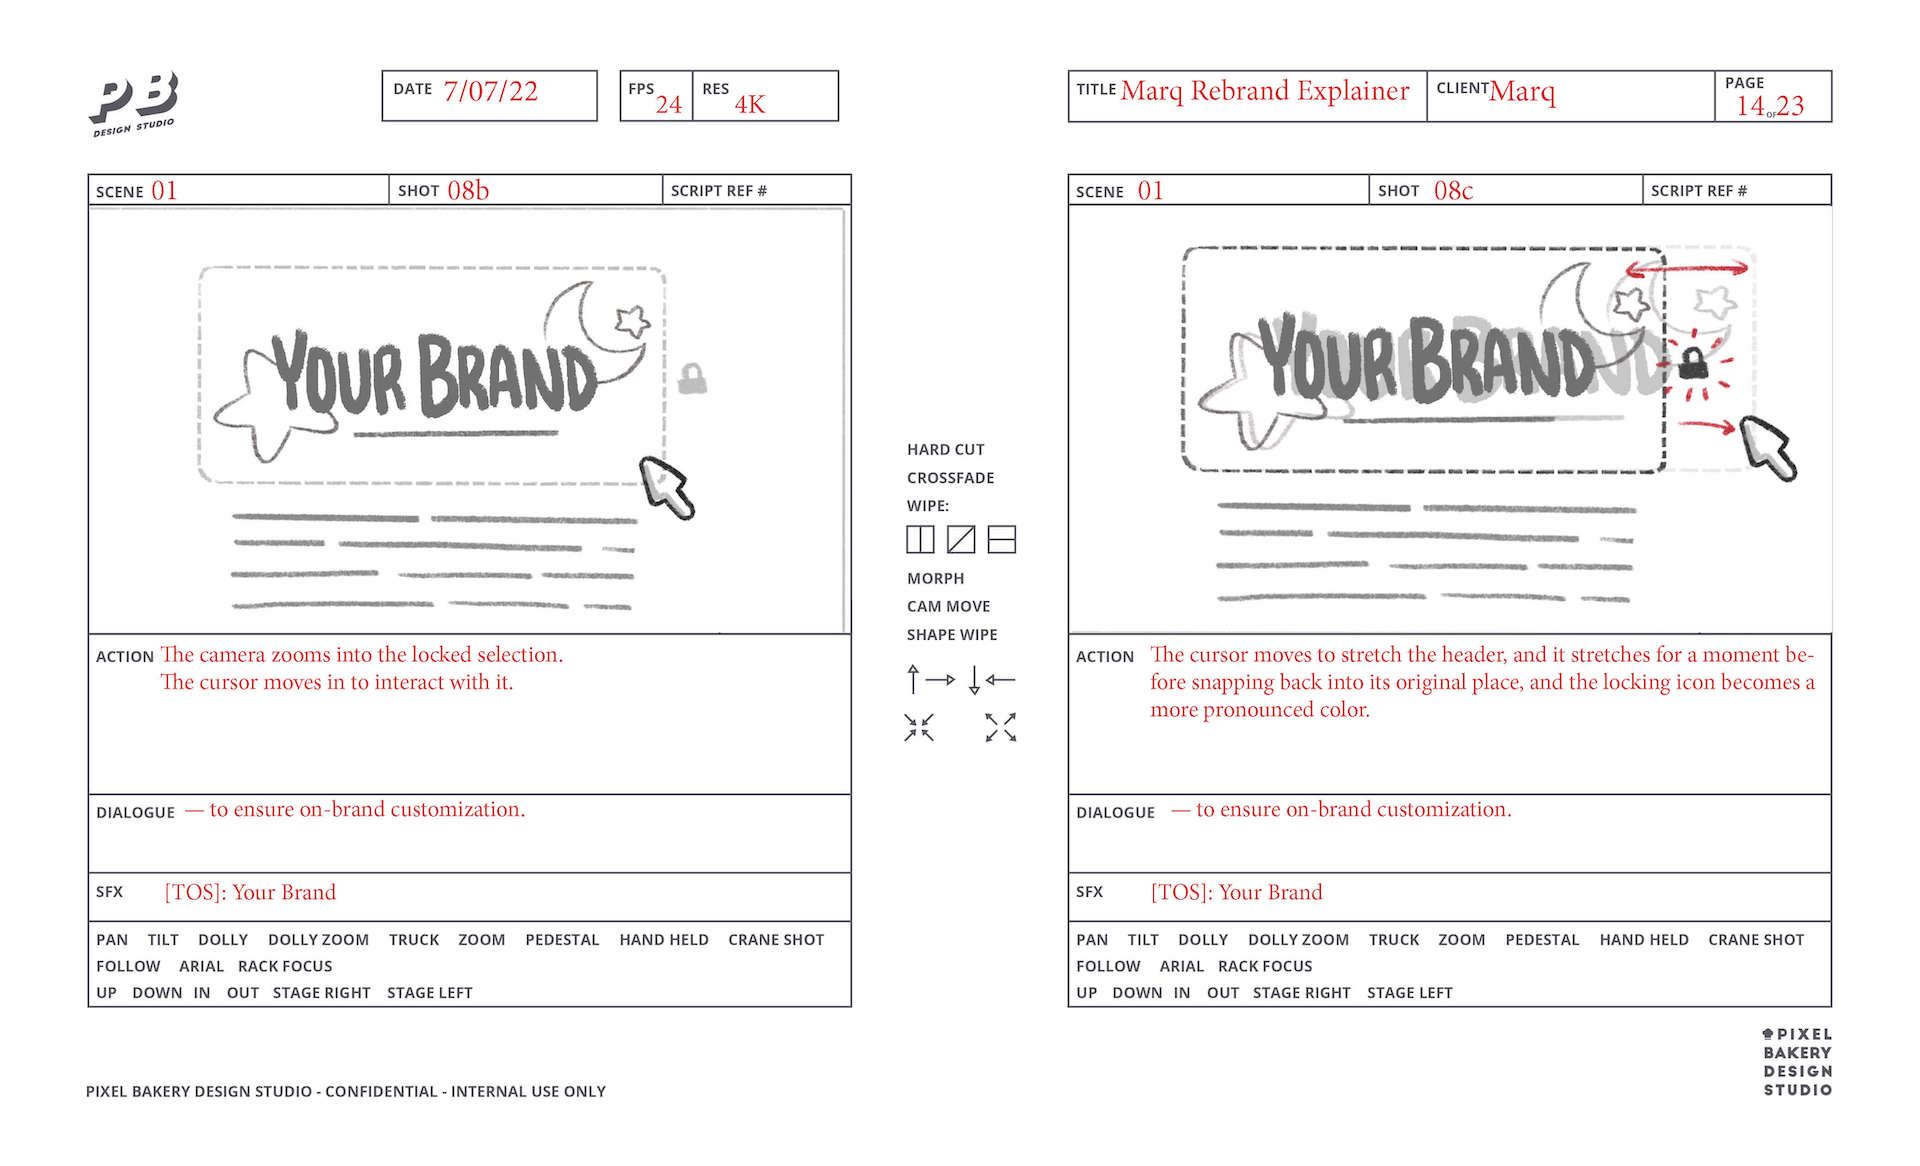 PB
DESIGN STUDIO
DATE 7/07/22
FPS 24
RES 4K
TITLE Marq Rebrand Explainer
CLIENT Marq
PAGE 14 OF 23
SCENE 01
SHOT 08b
SCRIPT REF #
YOUR BRAND
ACTION The camera zooms into the locked selection.
The cursor moves in to interact with it.
DIALOGUE — to ensure on-brand customization.
SFX [TOS]: Your Brand
PAN TILT DOLLY DOLLY ZOOM TRUCK ZOOM PEDESTAL HAND HELD CRANE SHOT
FOLLOW ARIAL RACK FOCUS
UP DOWN IN OUT STAGE RIGHT STAGE LEFT
HARD CUT
CROSSFADE
WIPE:
MORPH
CAM MOVE
SHAPE WIPE
SCENE 01
SHOT 08c
SCRIPT REF #
YOUR BRAND
ACTION The cursor moves to stretch the header, and it stretches for a moment be-
fore snapping back into its original place, and the locking icon becomes a
more pronounced color.
DIALOGUE — to ensure on-brand customization.
SFX [TOS]: Your Brand
PAN TILT DOLLY DOLLY ZOOM TRUCK ZOOM PEDESTAL HAND HELD CRANE SHOT
FOLLOW ARIAL RACK FOCUS
UP DOWN IN OUT STAGE RIGHT STAGE LEFT
PIXEL
BAKERY
DESIGN
STUDIO
PIXEL BAKERY DESIGN STUDIO - CONFIDENTIAL - INTERNAL USE ONLY